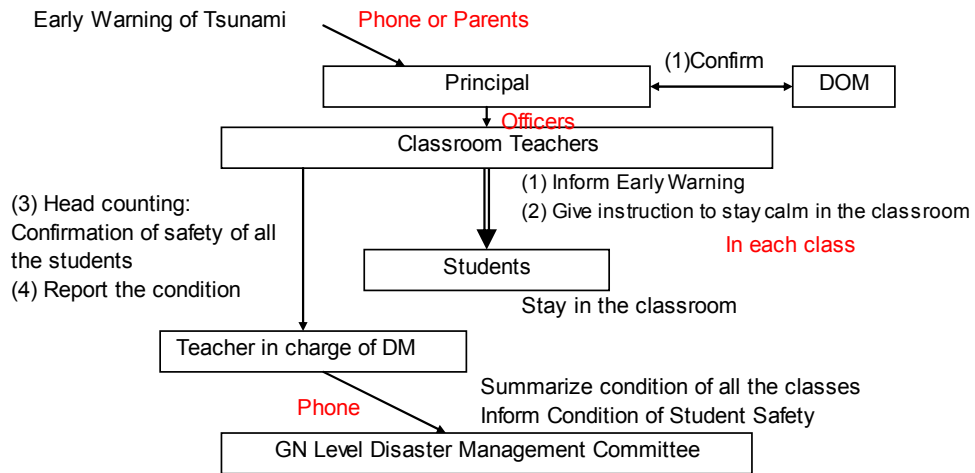 Early Warning of Tsunami
Phone or Parents
(1)Confirm
Principal
DOM
Officers
Classroom Teachers
(1) Inform Early Warning
(2) Give instruction to stay calm in the classroom
In each class
(3) Head counting:
Confirmation of safety of all
the students
(4) Report the condition
Students
Stay in the classroom
Teacher in charge of DM
Phone
Summarize condition of all the classes
Inform Condition of Student Safety
GN Level Disaster Management Committee